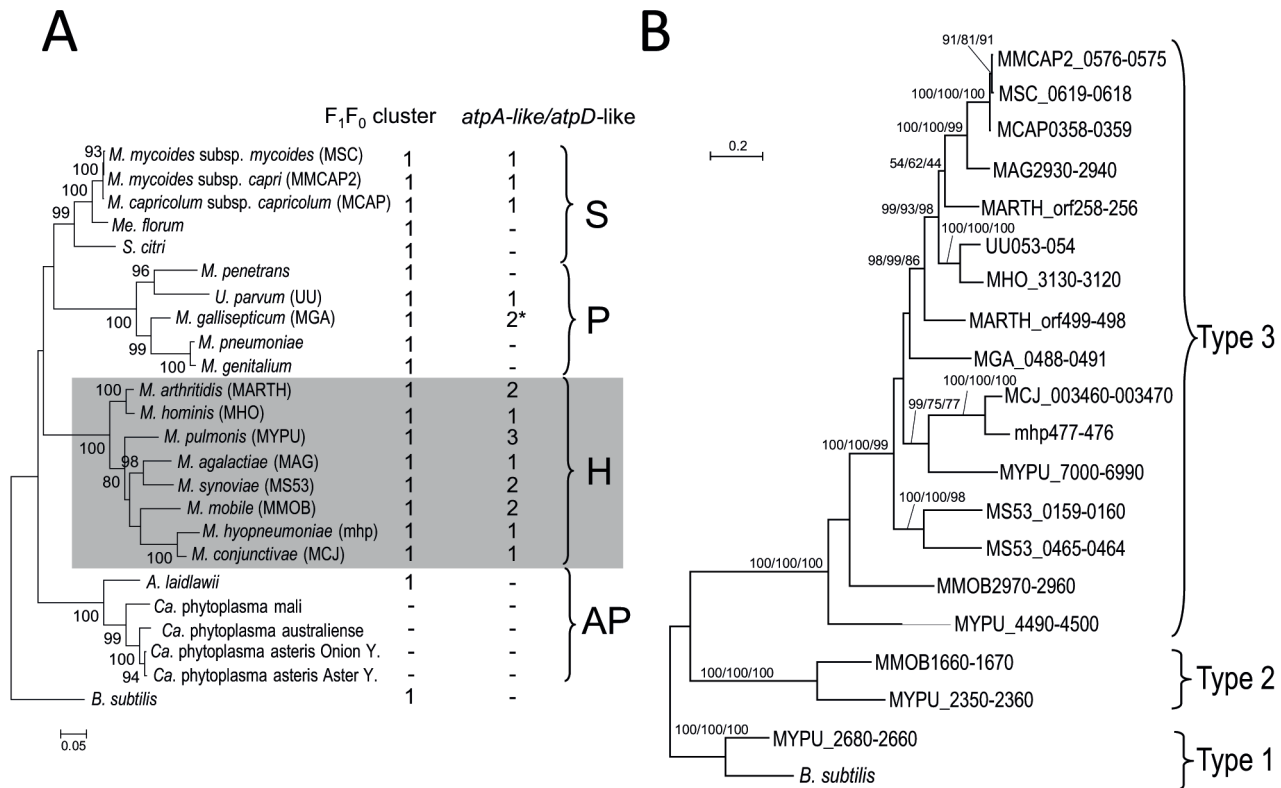 A
F1F0 cluster atpA-like/atpD-like
93 M. mycoides subsp. mycoides (MSC) 1 1
100 M. mycoides subsp. capri (MMCAP2) 1 1
100 M. capricolum subsp. capricolum (MCAP) 1 1
99 Me. florum 1 -
S. citri 1 -
S
96 M. penetrans 1 -
U. parvum (UU) 1 1
100 M. gallisepticum (MGA) 1 2*
99 M. pneumoniae 1 -
100 M. genitalium 1 -
P
100 M. arthritidis (MARTH) 1 2
M. hominis (MHO) 1 1
100 M. pulmonis (MYPU) 1 3
98 M. agalactiae (MAG) 1 1
80 M. synoviae (MS53) 1 2
M. mobile (MMOB) 1 2
M. hyopneumoniae (mhp) 1 1
100 M. conjunctivae (MCJ) 1 1
H
A. laidlawii 1 -
100 Ca. phytoplasma mali - -
99 Ca. phytoplasma australiense - -
100 Ca. phytoplasma asteris Onion Y. - -
94 Ca. phytoplasma asteris Aster Y. - -
AP
B. subtilis 1 -
0.05
B
0.2
91/81/91
MMCAP2_0576-0575
100/100/100 MSC_0619-0618
MCAP0358-0359
100/100/99
54/62/44 MAG2930-2940
99/93/98 MARTH_orf258-256
100/100/100
UU053-054
98/99/86 MHO_3130-3120
MARTH_orf499-498
MGA_0488-0491
100/100/100
99/75/77 MCJ_003460-003470
mhp477-476
100/100/99
MYPU_7000-6990
100/100/98 MS53_0159-0160
MS53_0465-0464
100/100/100
MMOB2970-2960
MYPU_4490-4500
Type 3
100/100/100 MMOB1660-1670
MYPU_2350-2360
Type 2
100/100/100 MYPU_2680-2660
B. subtilis
Type 1